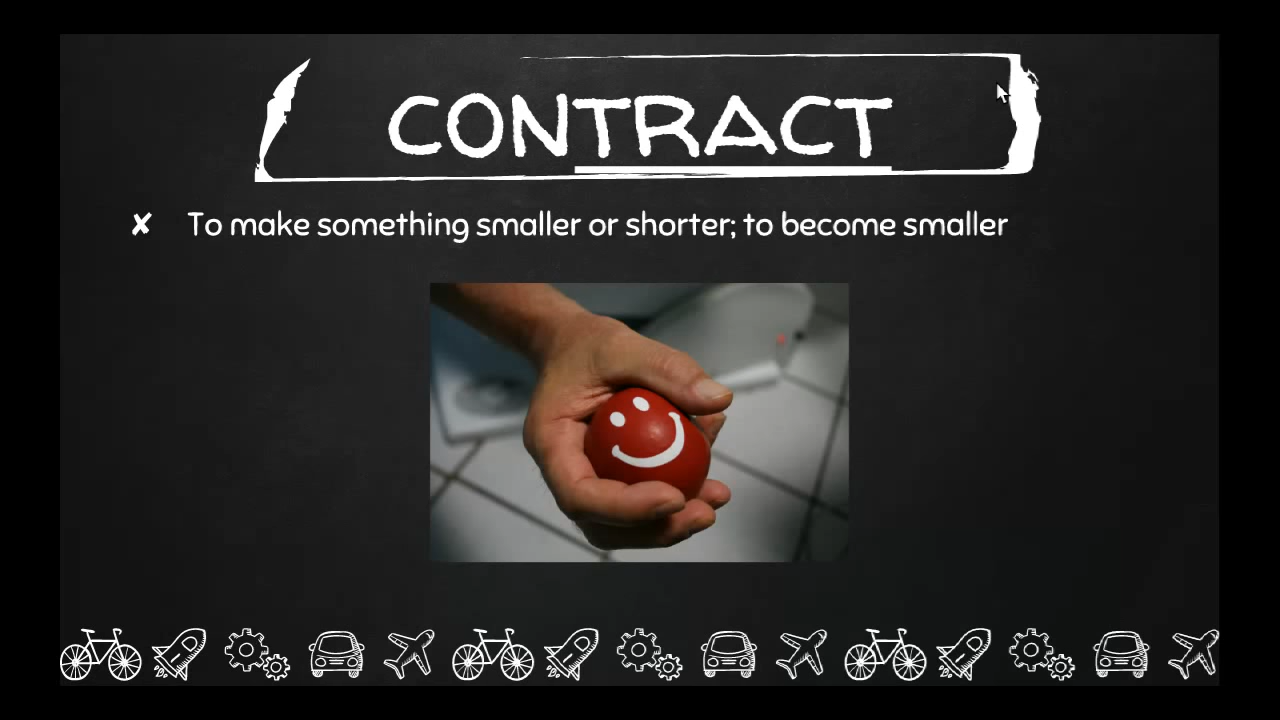 CONTRACT
✘ To make something smaller or shorter; to become smaller